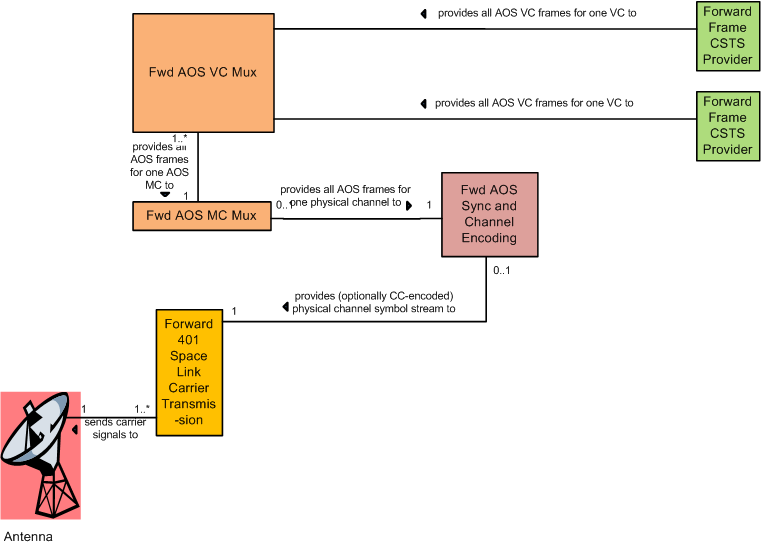 provides all AOS VC frames for one VC to
Forward
Frame
CSTS
Provider
Fwd AOS VC Mux
provides all AOS VC frames for one VC to
Forward
Frame
CSTS
Provider
1..*
provides all
AOS frames
for one AOS
MC to
1
Fwd AOS MC Mux
0..1
provides all AOS frames for
one physical channel to
1
Fwd AOS
Sync and
Channel
Encoding
0..1
provides (optionally CC-encoded)
physical channel symbol stream to
1
Forward
401
Space
Link
Carrier
Transmis
-sion
1
1..*
sends carrier
signals to
Antenna